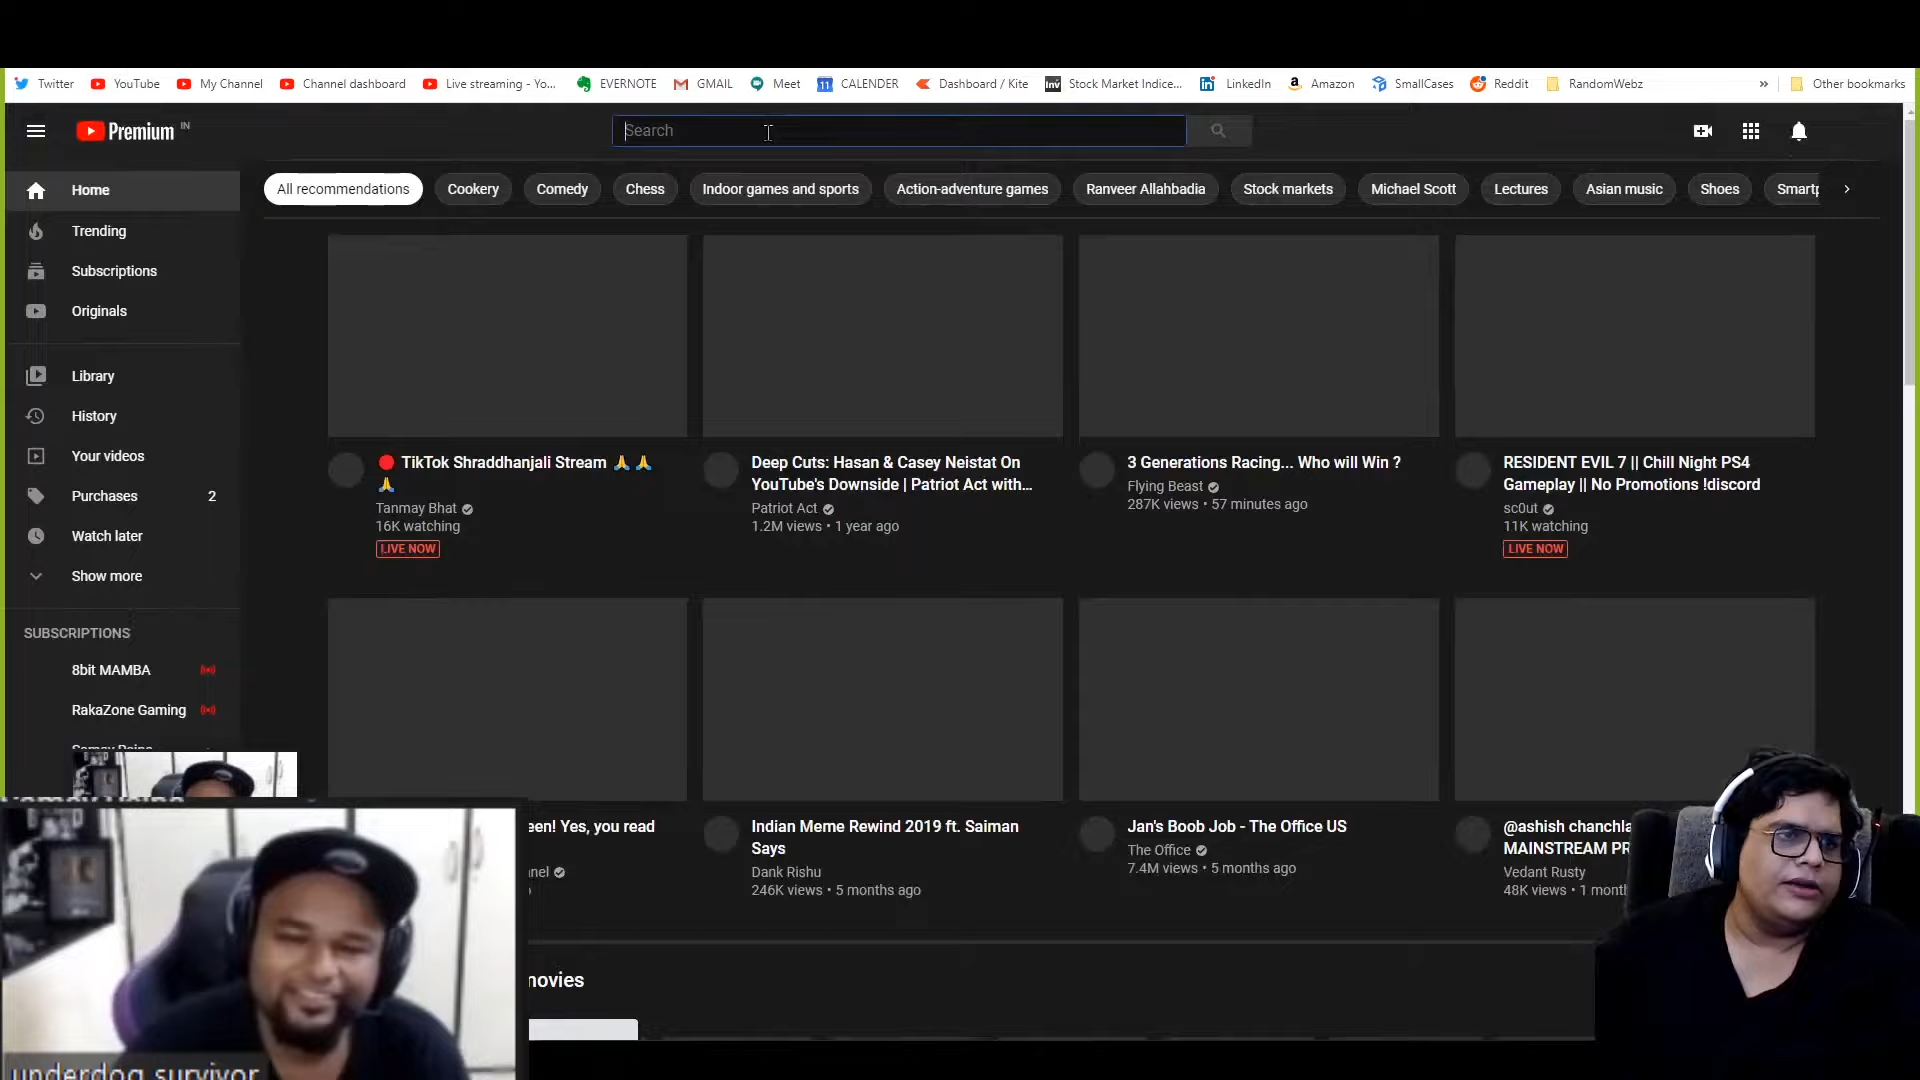 Twitter
YouTube
My Channel
Channel dashboard
Live streaming - Yo...
EVERNOTE
GMAIL
Meet
11
CALENDER
Dashboard / Kite
Inv
Stock Market Indice...
LinkedIn
Amazon
SmallCases
Reddit
RandomWebz
»
Other bookmarks
Premium IN
Search
Home
Trending
Subscriptions
Originals
Library
History
Your videos
Purchases 2
Watch later
Show more
SUBSCRIPTIONS
8bit MAMBA
RakaZone Gaming
All recommendations
Cookery
Comedy
Chess
Indoor games and sports
Action-adventure games
Ranveer Allahbadia
Stock markets
Michael Scott
Lectures
Asian music
Shoes
Smartp
🔴 TikTok Shraddhanjali Stream 🙏 🙏
🙏
Tanmay Bhat
16K watching
LIVE NOW
Deep Cuts: Hasan & Casey Neistat On
YouTube's Downside | Patriot Act with...
Patriot Act
1.2M views • 1 year ago
3 Generations Racing... Who will Win ?
Flying Beast
287K views • 57 minutes ago
RESIDENT EVIL 7 || Chill Night PS4
Gameplay || No Promotions !discord
sc0ut
11K watching
LIVE NOW
een! Yes, you read
nel
Indian Meme Rewind 2019 ft. Saiman
Says
Dank Rishu
246K views • 5 months ago
Jan's Boob Job - The Office US
The Office
7.4M views • 5 months ago
@ashish chanchla
MAINSTREAM PR
Vedant Rusty
48K views • 1 month
movies
underdog survivor